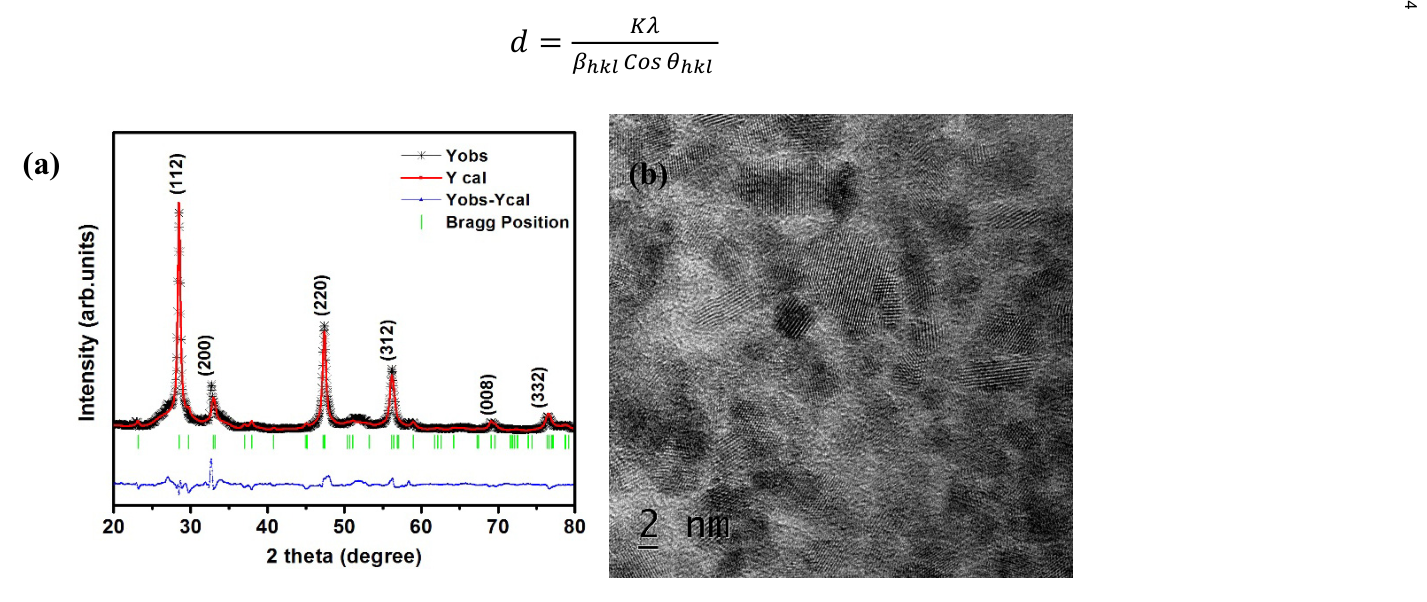 4
d = Kλ / β_hkl Cos θ_hkl
(a)
(112)
(200)
(220)
(312)
(008)
(332)
Yobs
Y cal
Yobs-Ycal
Bragg Position
Intensity (arb.units)
20 30 40 50 60 70 80
2 theta (degree)
(b)
2 nm